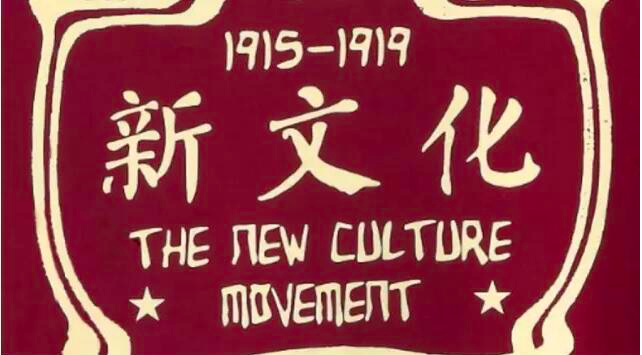 1915-1919
新文化
THE NEW CULTURE
MOVEMENT